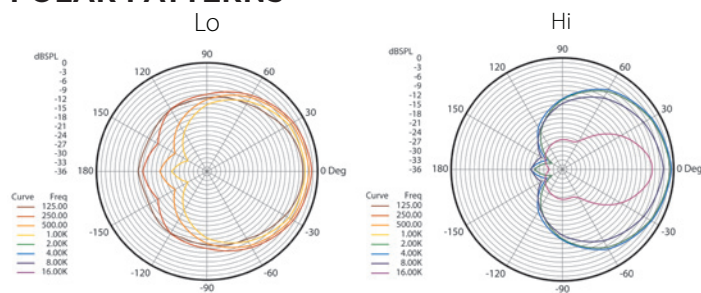 POLAR PATTERNS
Lo
dBSPL
0
-3
-6
-9
-12
-15
-18
-21
-24
-27
-30
-33
-36
90
120
60
150
30
180
0 Deg
-150
-30
-120
-60
-90
Curve Freq
125.00
250.00
500.00
1.00K
2.00K
4.00K
8.00K
16.00K
Hi
dBSPL
0
-3
-6
-9
-12
-15
-18
-21
-24
-27
-30
-33
-36
90
120
60
150
30
180
0 Deg
-150
-30
-120
-60
-90
Curve Freq
125.00
250.00
500.00
1.00K
2.00K
4.00K
8.00K
16.00K